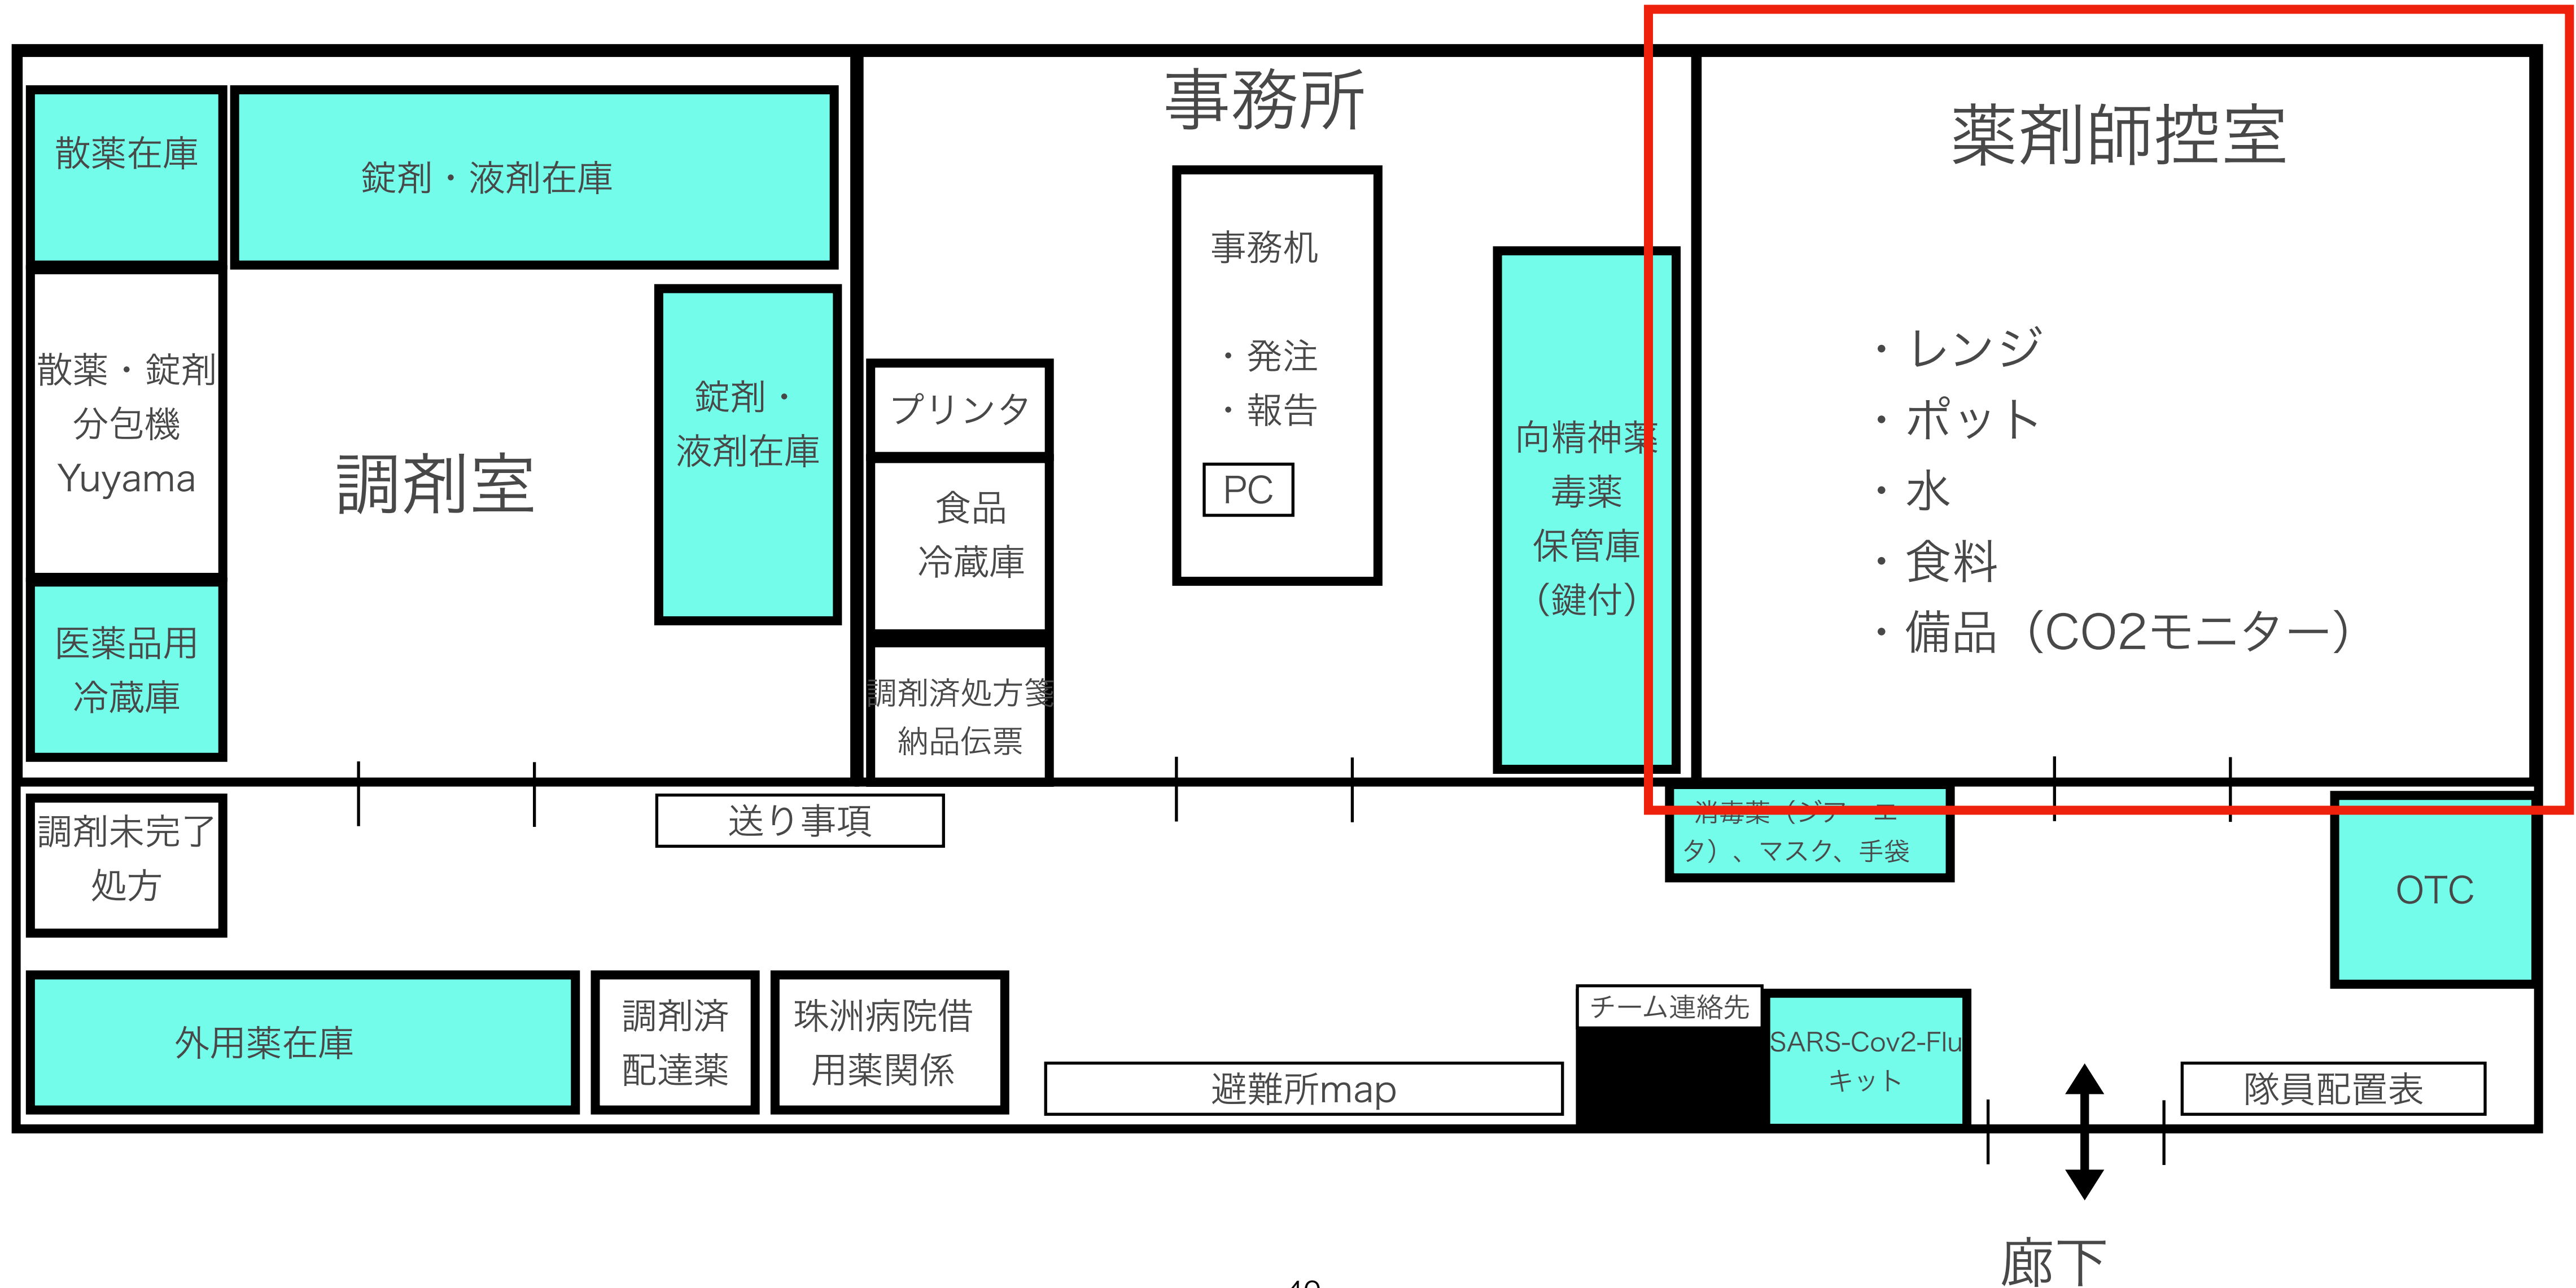 事務所
薬剤師控室
散薬在庫
錠剤・液剤在庫
散薬・錠剤
分包機
Yuyama
医薬品用
冷蔵庫
調剤室
錠剤・
液剤在庫
プリンタ
食品
冷蔵庫
調剤済処方箋
納品伝票
事務机
・発注
・報告
PC
向精神薬
毒薬
保管庫
（鍵付）
・レンジ
・ポット
・水
・食料
・備品（CO2モニター）
調剤未完了
処方
送り事項
消毒薬（ジアーエ
タ）、マスク、手袋
OTC
外用薬在庫
調剤済
配達薬
珠洲病院借
用薬関係
避難所map
チーム連絡先
SARS-Cov2-Flu
キット
隊員配置表
廊下